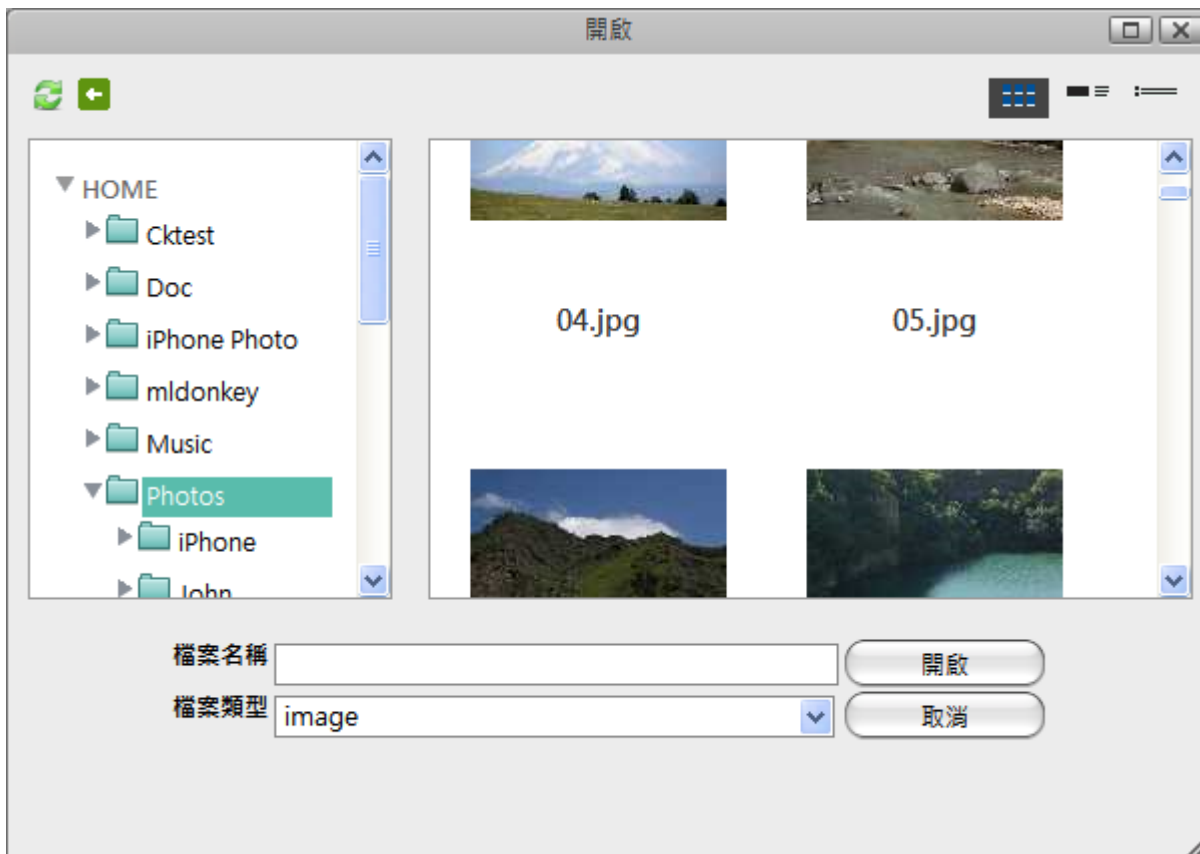 開啟
HOME
Cktest
Doc
iPhone Photo
mldonkey
Music
Photos
iPhone
John
04.jpg
05.jpg
檔案名稱
開啟
檔案類型
image
取消